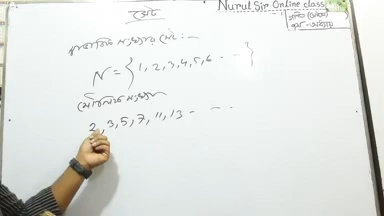 সেট
Nurul Sir Online class
স্বাভাবিক সংখ্যার সেট :-
N = {1, 2, 3, 4, 5, 6 - - -}
মৌলিক সংখ্যা
2, 3, 5, 7, 11, 13 - - -